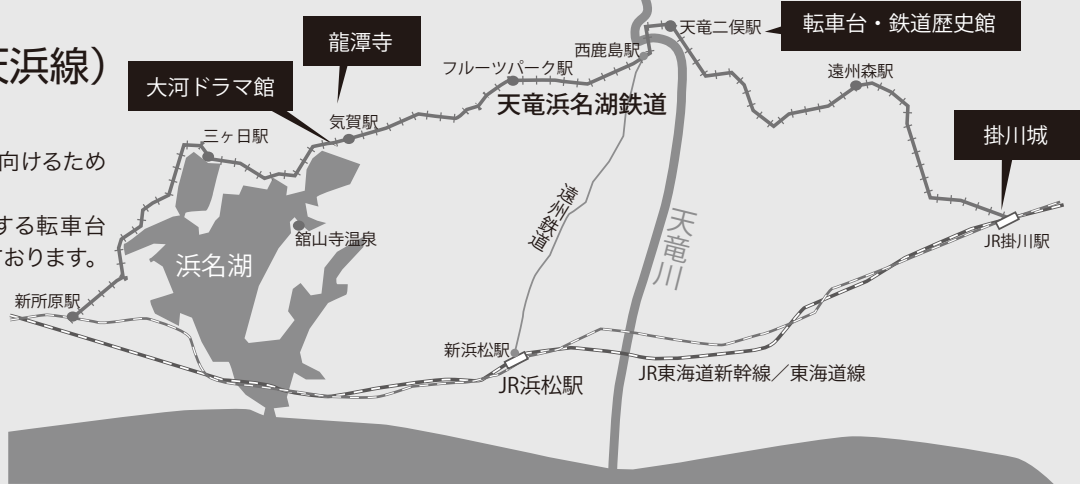 天浜線）
向けるため
する転車台
ております。
龍潭寺
大河ドラマ館
転車台・鉄道歴史館
掛川城
天竜二俣駅
西鹿島駅
フルーツパーク駅
遠州森駅
天竜浜名湖鉄道
気賀駅
三ヶ日駅
遠州鉄道
天竜川
舘山寺温泉
浜名湖
JR掛川駅
新所原駅
新浜松駅
JR浜松駅
JR東海道新幹線／東海道線